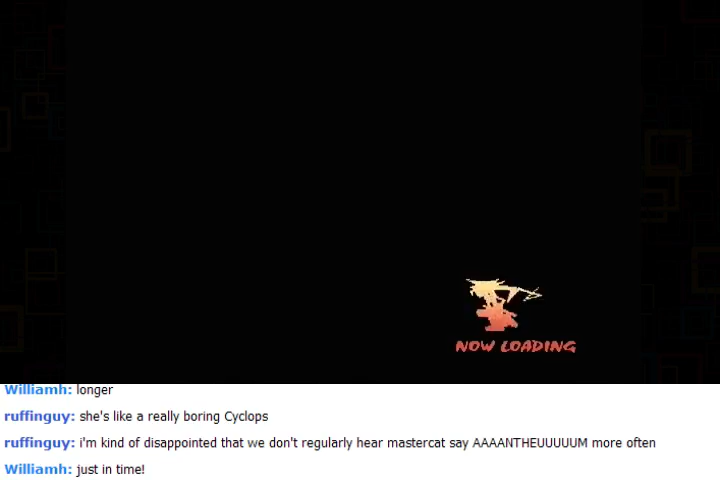 NOW LOADING
Williamh: longer
ruffinguy: she's like a really boring Cyclops
ruffinguy: i'm kind of disappointed that we don't regularly hear mastercat say AAAANTHEUUUUUM more often
Williamh: just in time!